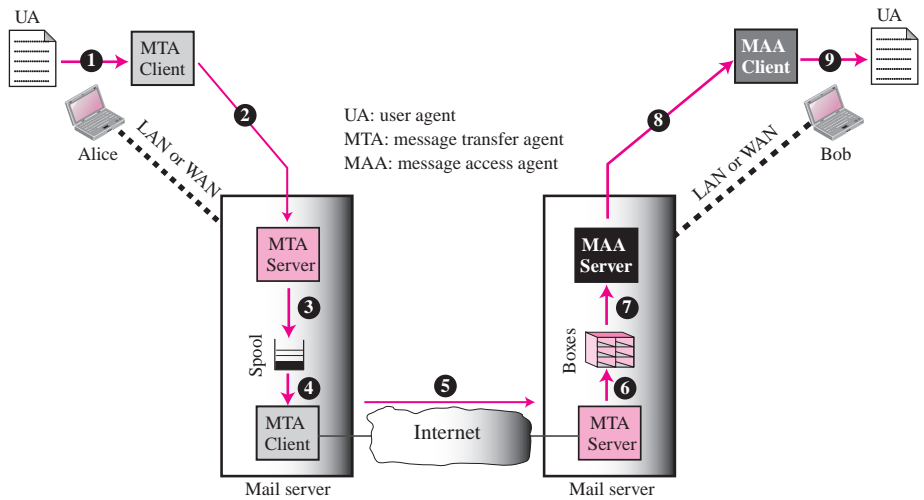 UA
1
MTA
Client
2
Alice
LAN or WAN
UA: user agent
MTA: message transfer agent
MAA: message access agent
MAA
Client
9
UA
8
Bob
LAN or WAN
MTA
Server
3
Spool
4
MTA
Client
Mail server
5
Internet
MAA
Server
7
Boxes
6
MTA
Server
Mail server